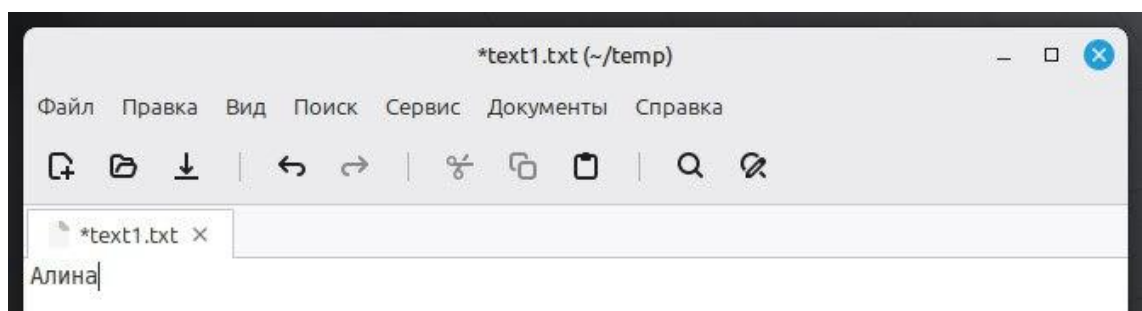 *text1.txt (~/temp)
Файл Правка Вид Поиск Сервис Документы Справка
*text1.txt
Алина